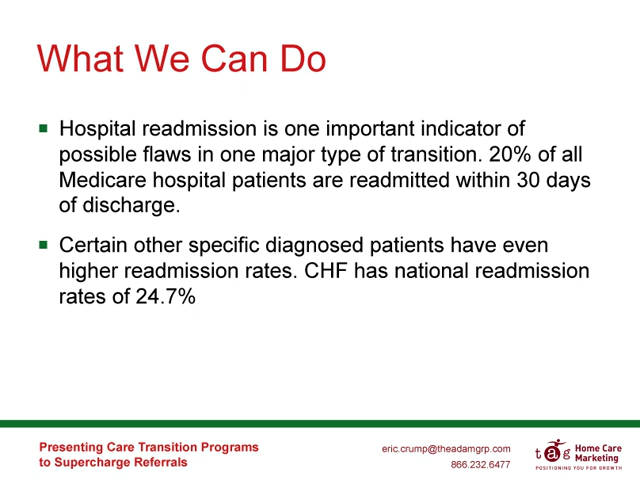 What We Can Do
Hospital readmission is one important indicator of
possible flaws in one major type of transition. 20% of all
Medicare hospital patients are readmitted within 30 days
of discharge.
Certain other specific diagnosed patients have even
higher readmission rates. CHF has national readmission
rates of 24.7%
Presenting Care Transition Programs
to Supercharge Referrals
eric.crump@theadamgrp.com
866.232.6477
tag
Home Care
Marketing
POSITIONING YOU FOR GROWTH